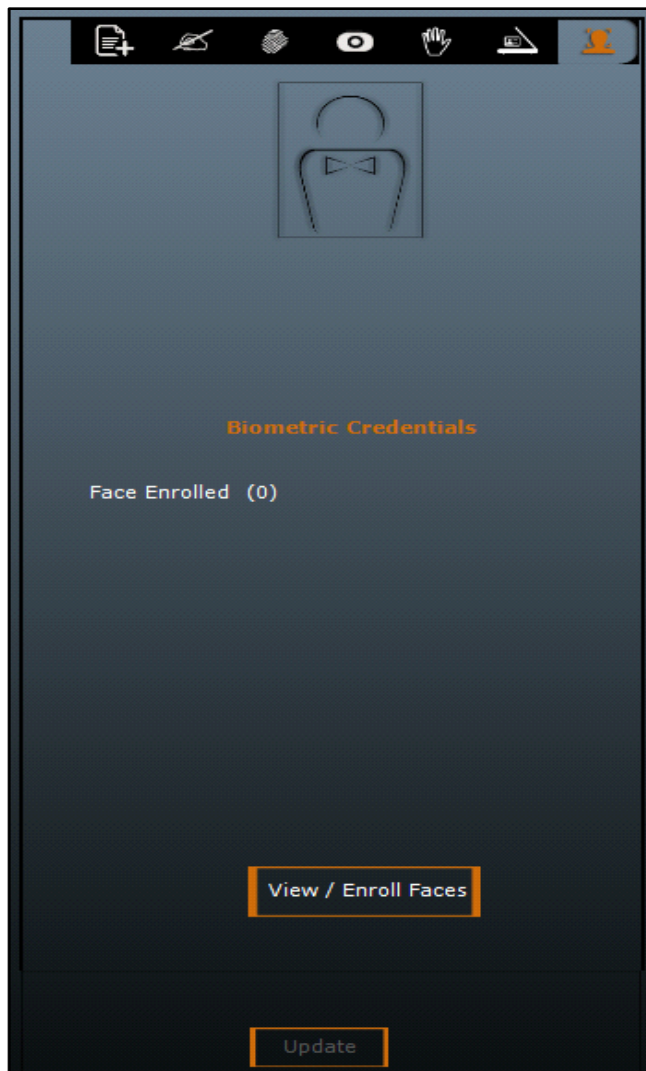 Biometric Credentials
Face Enrolled (0)
View / Enroll Faces
Update